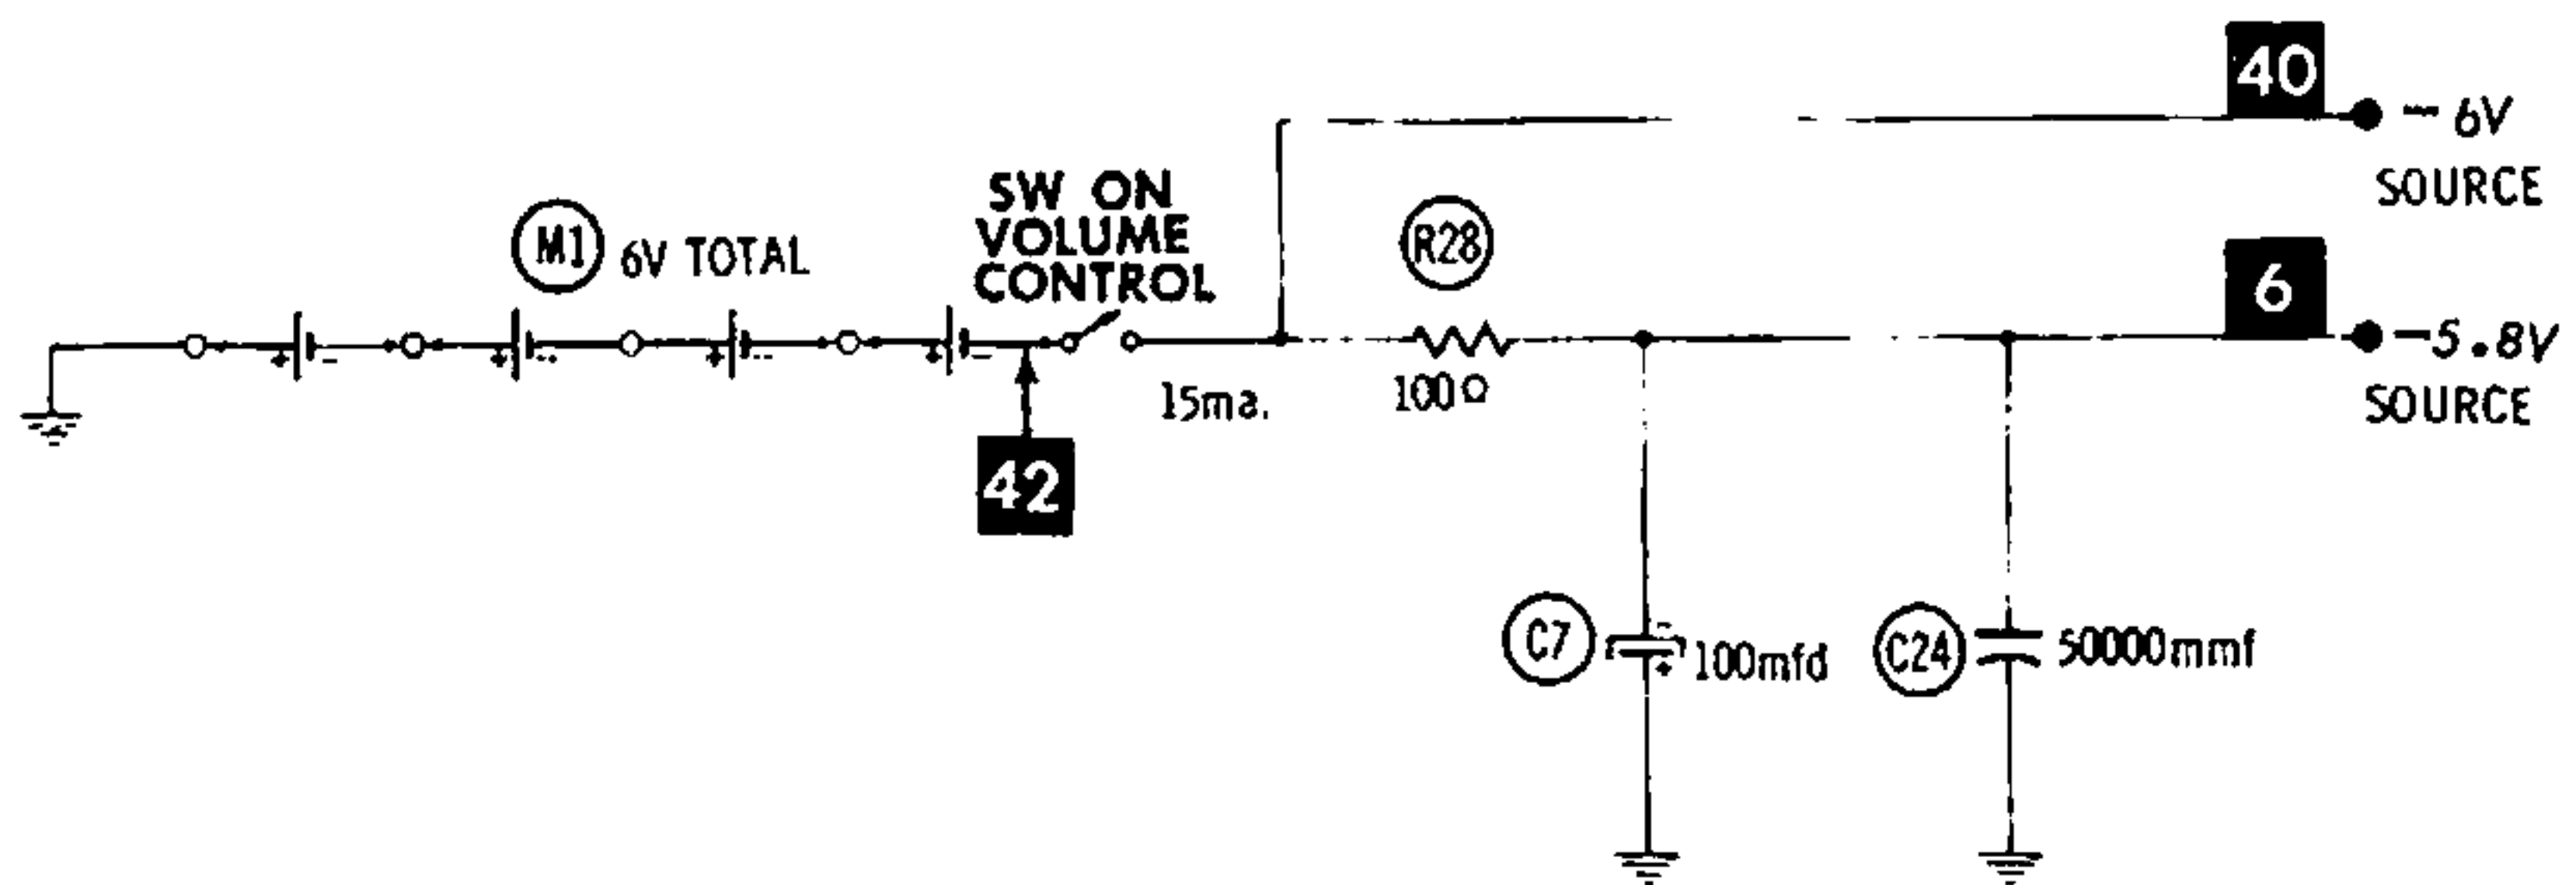 40
- 6V
SOURCE
M1 6V TOTAL
SW ON
VOLUME
CONTROL
R28
6
-5.8V
SOURCE
+ - + - + - + -
15ma.
100Ω
42
C7
-
+
100mfd
C24
50000mmf